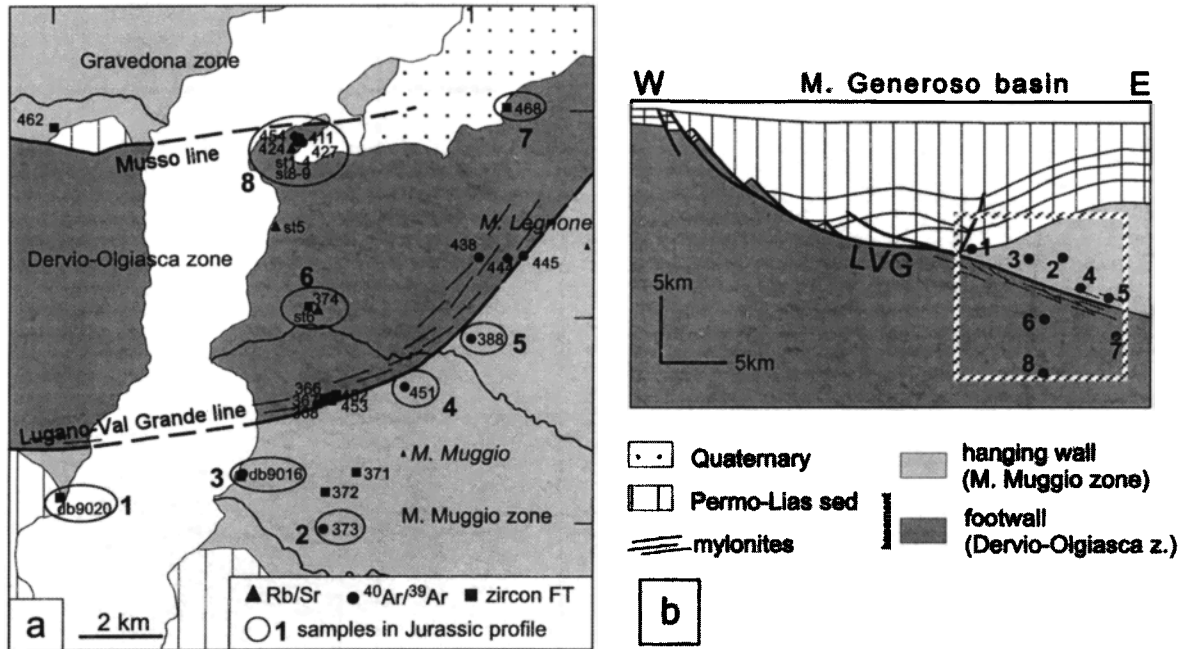 Gravedona zone
462
Musso line
468
7
454
411
424
427
st1-4
st8-9
8
st5
M. Legnone
Dervio-Olgiasca zone
438
444
445
6
374
st6
388
5
366
453
338
451
4
Lugano-Val Grande line
M. Muggio
3
db9016
371
372
db9020
1
M. Muggio zone
2
373
a
2 km
Rb/Sr
40Ar/39Ar
zircon FT
1 samples in Jurassic profile
W
M. Generoso basin
E
LVG
1
3
2
4
5
6
7
8
5km
5km
Quaternary
Permo-Lias sed
mylonites
basement
hanging wall
(M. Muggio zone)
footwall
(Dervio-Olgiasca z.)
b